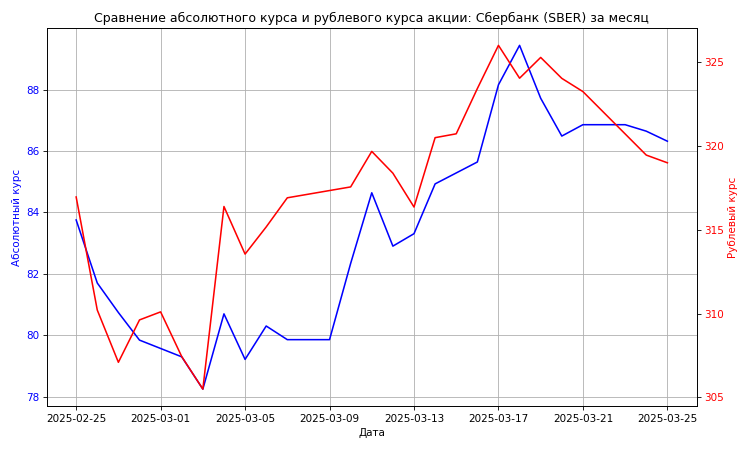 Сравнение абсолютного курса и рублевого курса акции: Сбербанк (SBER) за месяц
Абсолютный курс
88
86
84
82
80
78
325
320
315
310
305
Рублевый курс
2025-02-25 2025-03-01 2025-03-05 2025-03-09 2025-03-13 2025-03-17 2025-03-21 2025-03-25
Дата